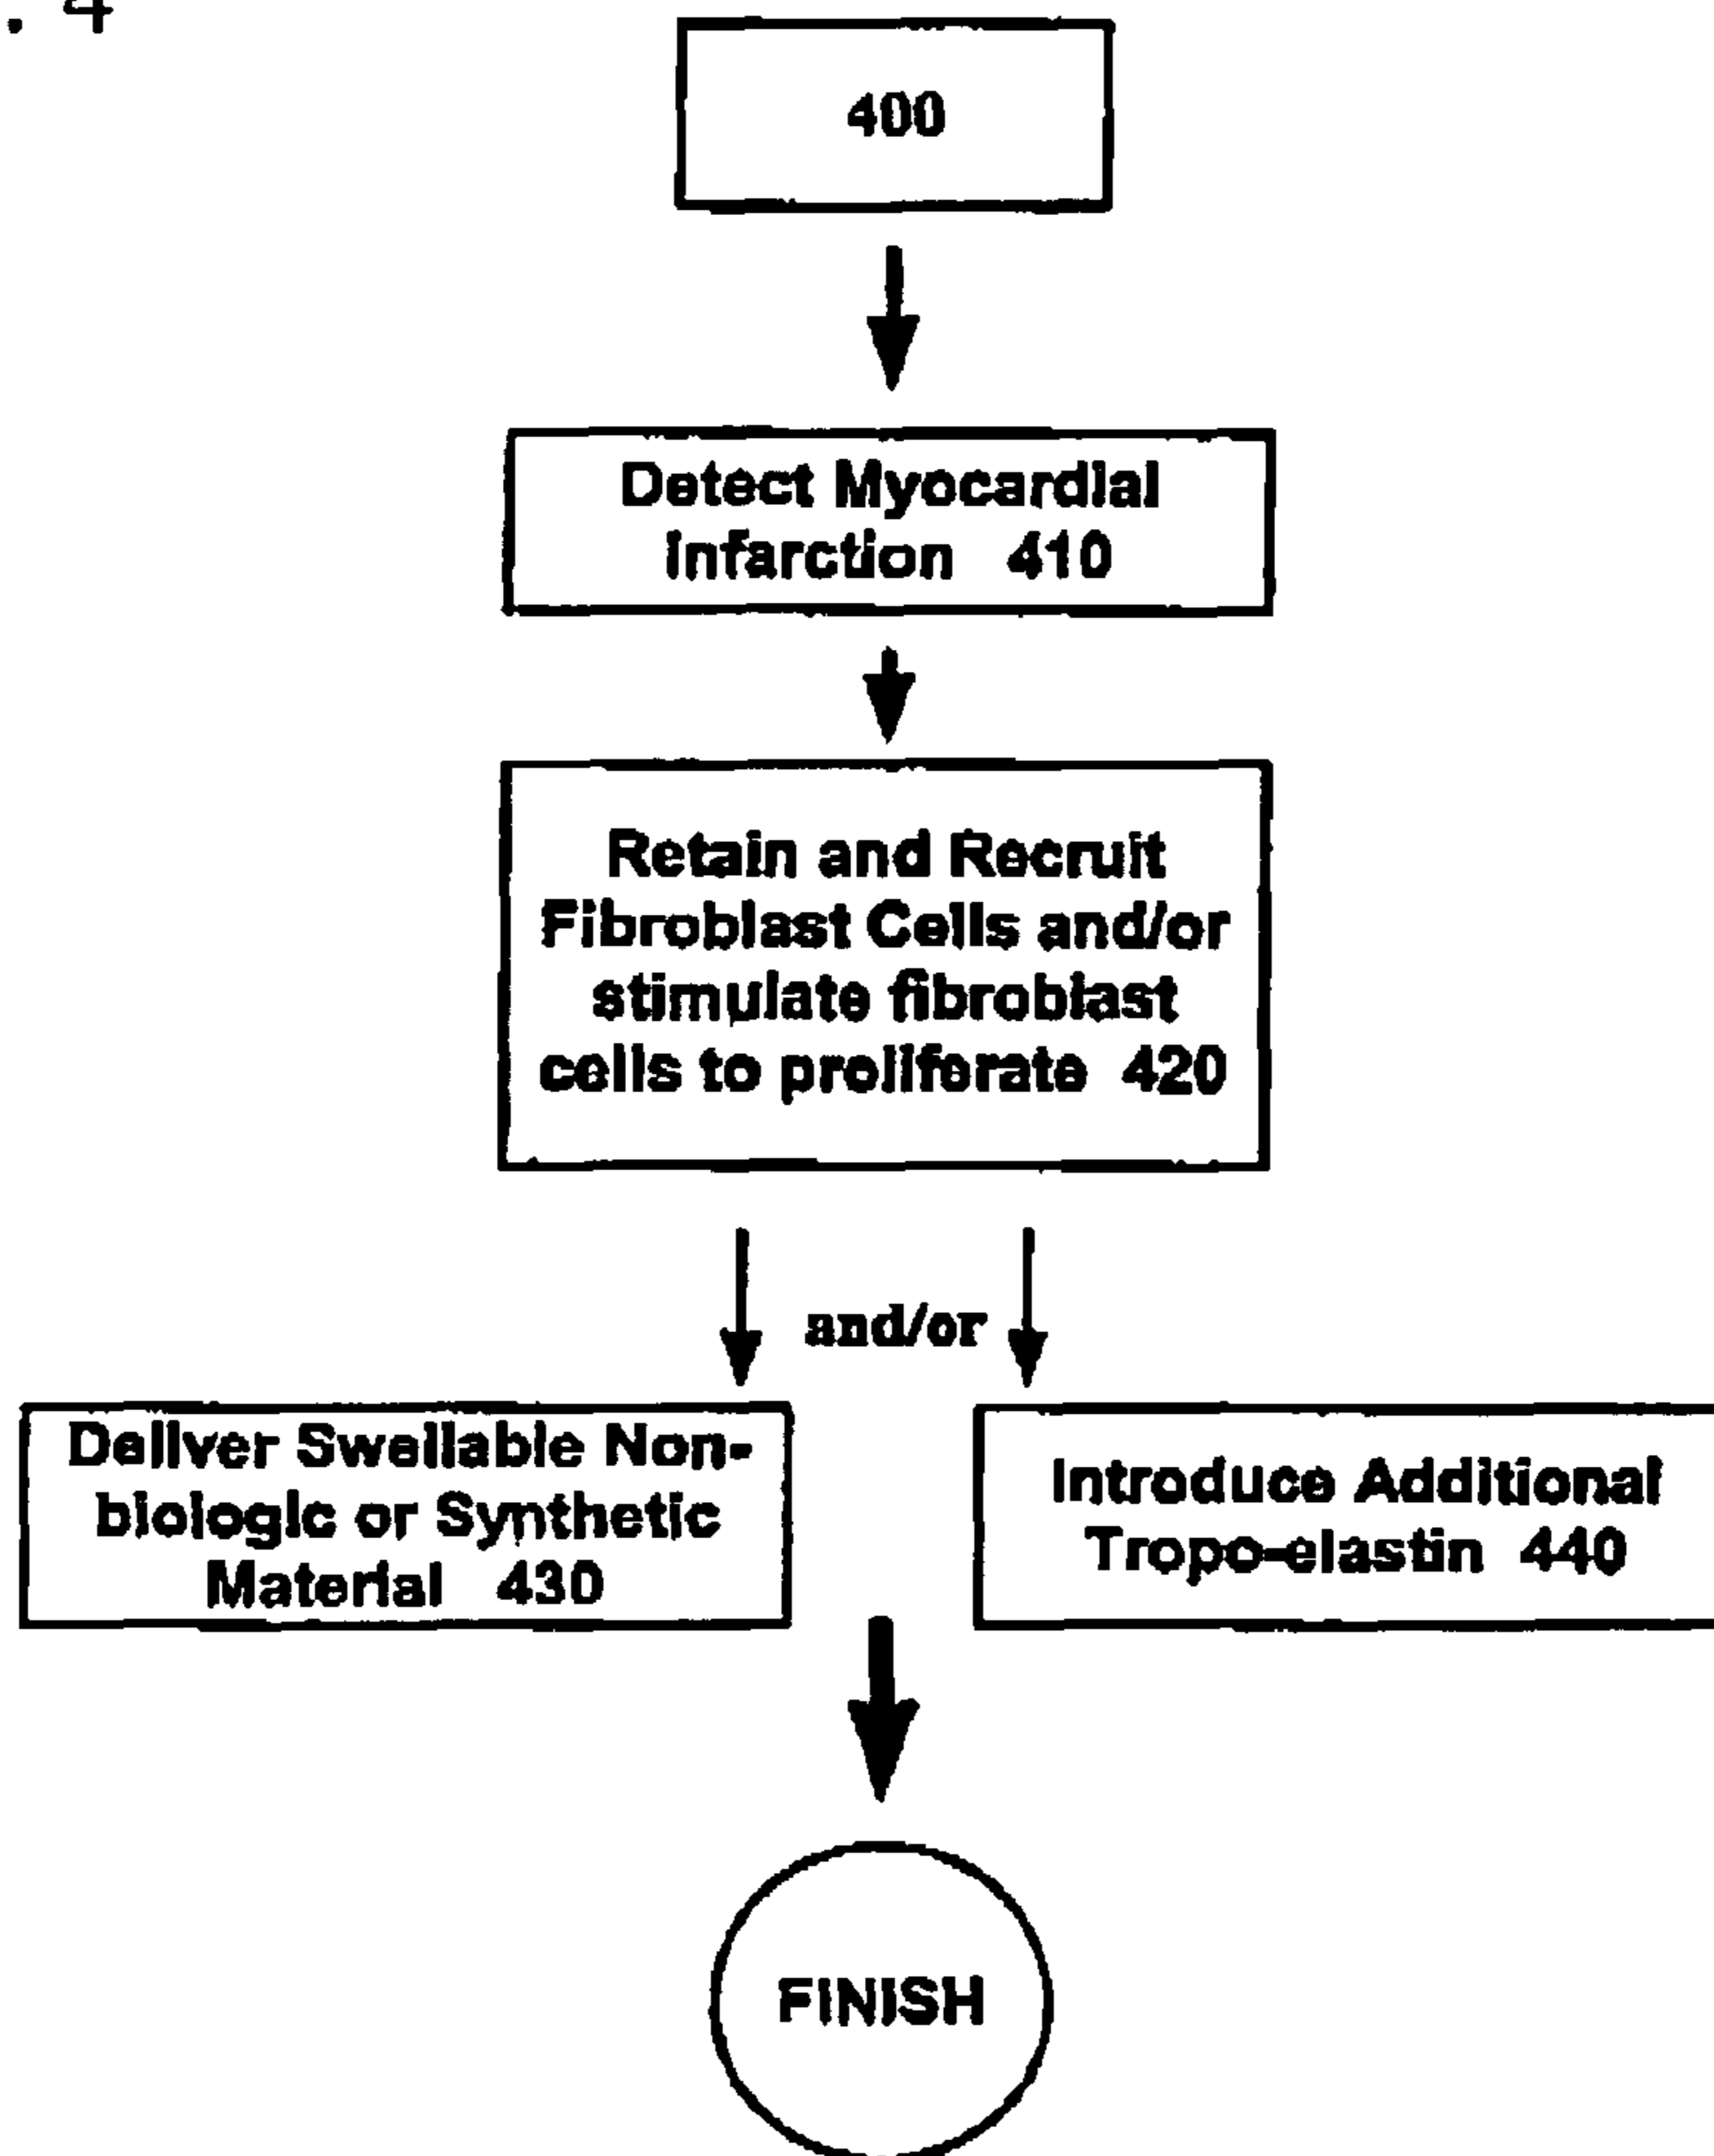 . 4
400
Detect Myocardial
Infarction 410
Retain and Recruit
Fibroblast Cells and/or
stimulate fibroblast
cells to proliferate 420
and/or
Deliver Swellable Non-
biologic or Synthetic
Material 430
Introduce Additional
Tropo-elastin 440
FINISH